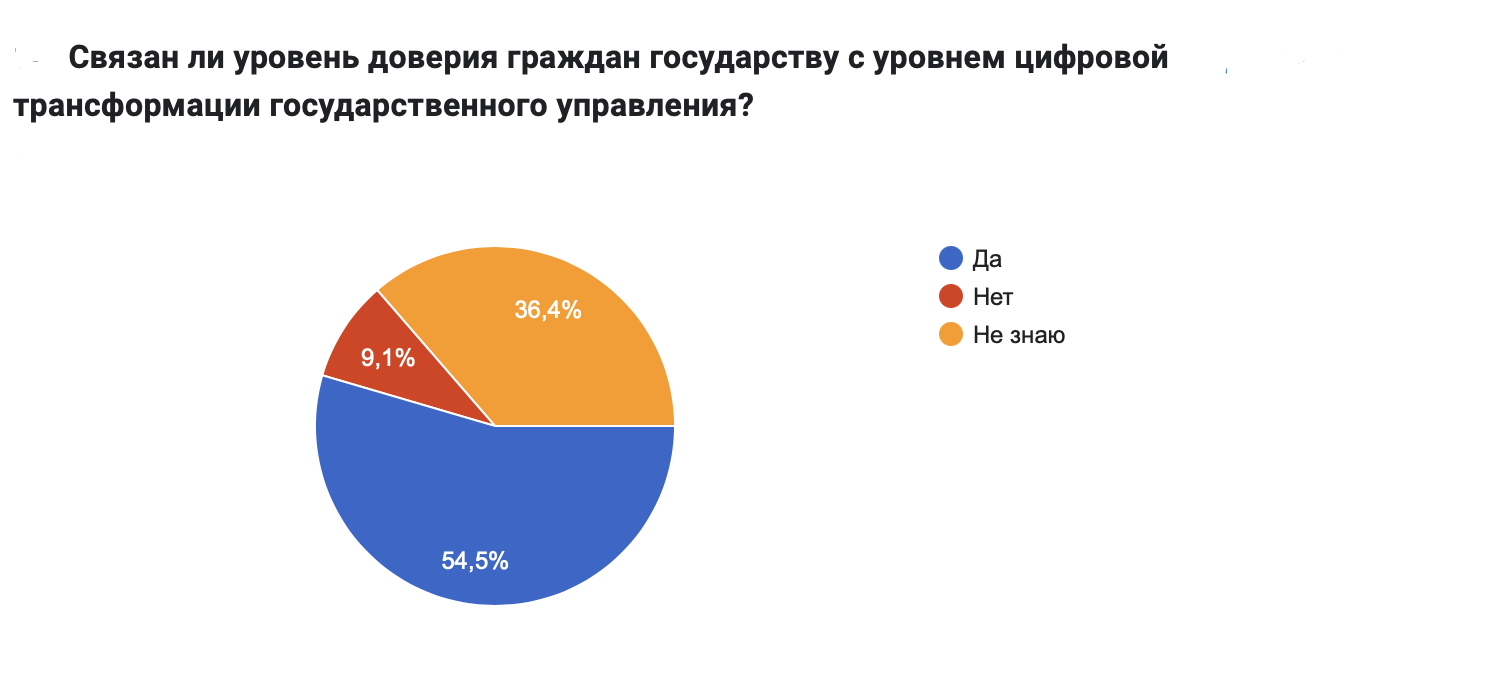 Связан ли уровень доверия граждан государству с уровнем цифровой
трансформации государственного управления?
Да
Нет
Не знаю
36,4%
9,1%
54,5%